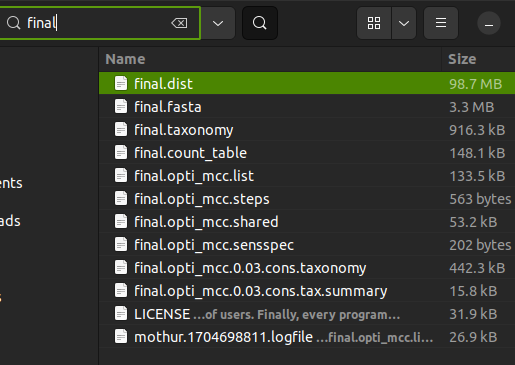 final
Name Size
final.dist 98.7 MB
final.fasta 3.3 MB
final.taxonomy 916.3 kB
final.count_table 148.1 kB
final.opti_mcc.list 133.5 kB
final.opti_mcc.steps 563 bytes
final.opti_mcc.shared 53.2 kB
final.opti_mcc.sensspec 202 bytes
final.opti_mcc.0.03.cons.taxonomy 442.3 kB
final.opti_mcc.0.03.cons.tax.summary 15.8 kB
LICENSE ...of users. Finally, every program... 31.9 kB
mothur.1704698811.logfile ...final.opti_mcc.li... 26.9 kB
ents
ads